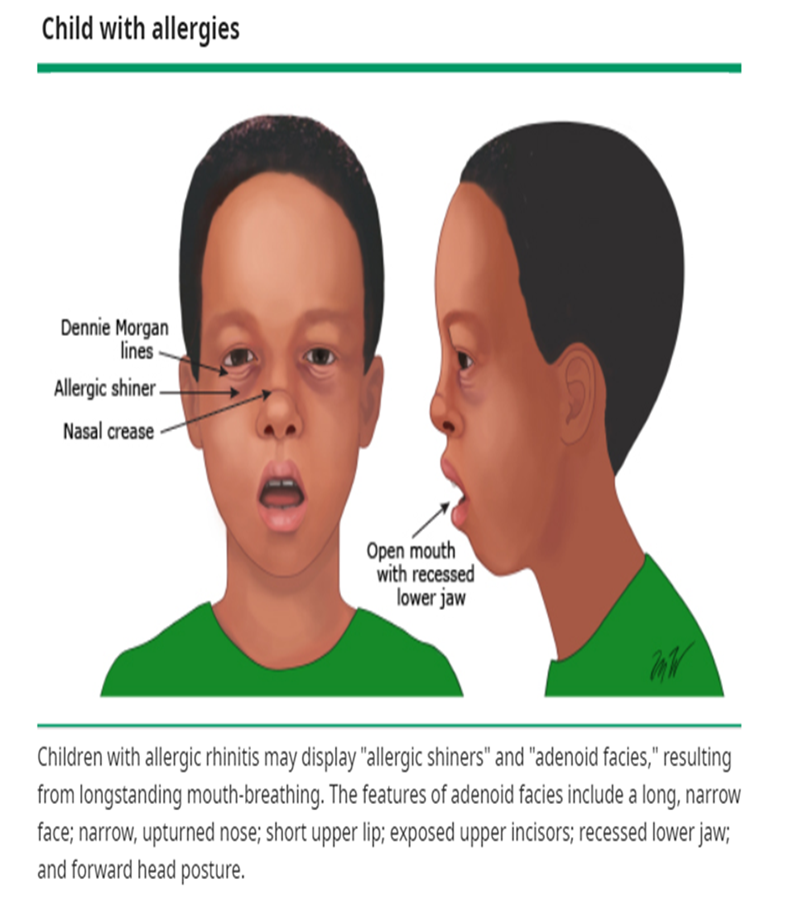 Child with allergies
Dennie Morgan
lines
Allergic shiner
Nasal crease
Open mouth
with recessed
lower jaw
Children with allergic rhinitis may display "allergic shiners" and "adenoid facies," resulting
from longstanding mouth-breathing. The features of adenoid facies include a long, narrow
face; narrow, upturned nose; short upper lip; exposed upper incisors; recessed lower jaw;
and forward head posture.